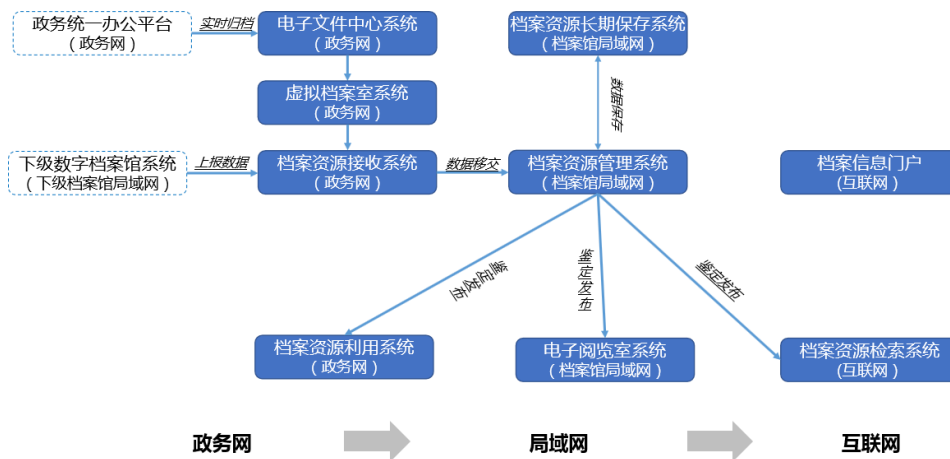 政务统一办公平台
（政务网）
实时归档
电子文件中心系统
（政务网）
档案资源长期保存系统
（档案馆局域网）
虚拟档案室系统
（政务网）
数据保存
下级数字档案馆系统
（下级档案馆局域网）
上报数据
档案资源接收系统
（政务网）
数据移交
档案资源管理系统
（档案馆局域网）
档案信息门户
(互联网）
鉴定发布
鉴定发布
鉴定发布
档案资源利用系统
（政务网）
电子阅览室系统
（档案馆局域网）
档案资源检索系统
(互联网）
政务网
局域网
互联网